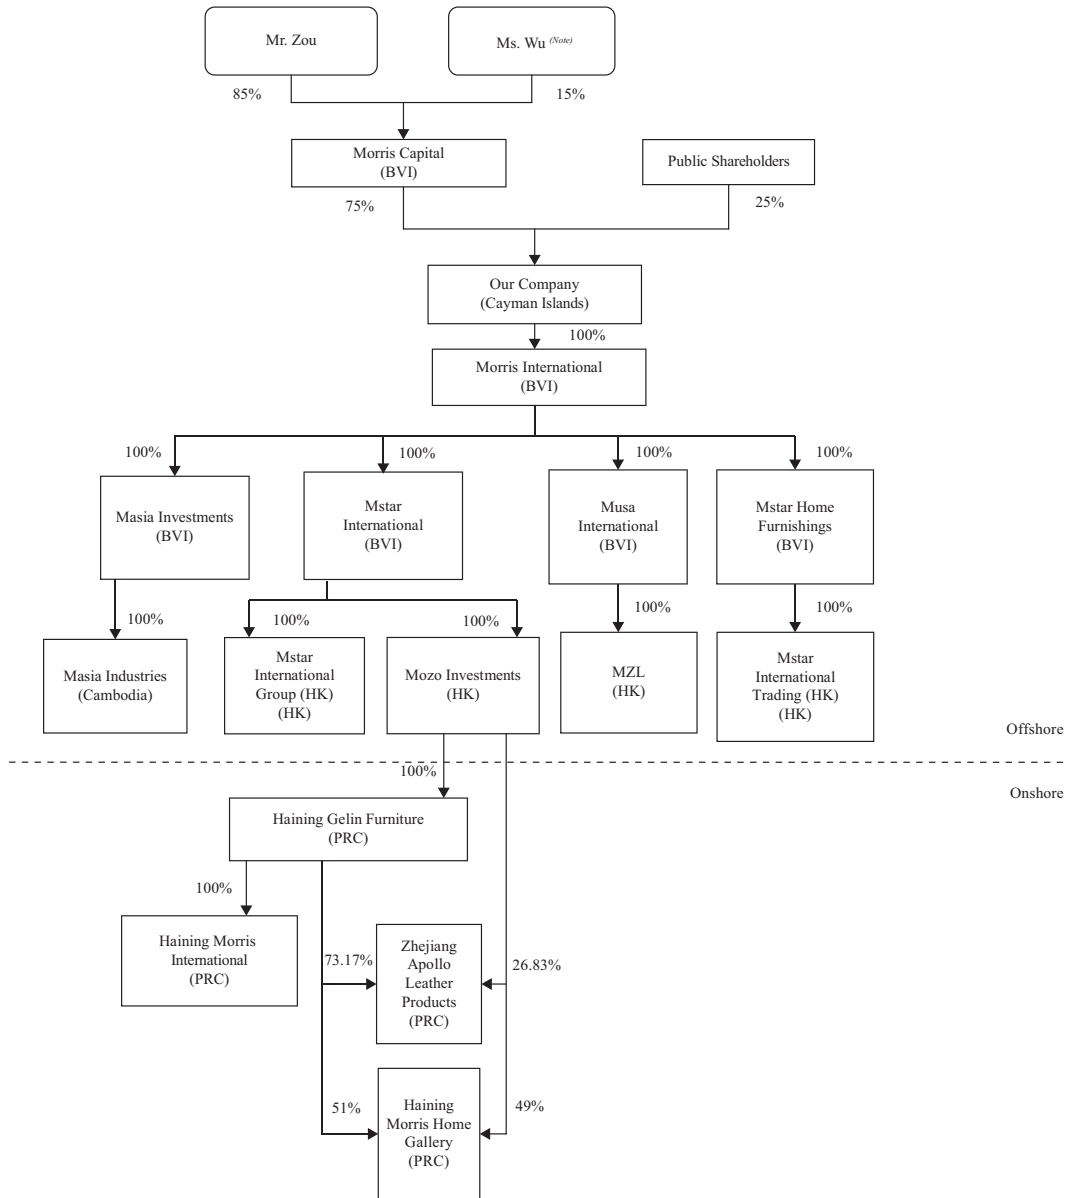 Mr. Zou
Ms. Wu (Note)
85%
15%
Morris Capital
(BVI)
Public Shareholders
75%
25%
Our Company
(Cayman Islands)
100%
Morris International
(BVI)
100%
100%
100%
100%
Masia Investments
(BVI)
Mstar
International
(BVI)
Musa
International
(BVI)
Mstar Home
Furnishings
(BVI)
100%
100%
100%
100%
100%
Masia Industries
(Cambodia)
Mstar
International
Group (HK)
(HK)
Mozo Investments
(HK)
MZL
(HK)
Mstar
International
Trading (HK)
(HK)
Offshore
100%
Onshore
Haining Gelin Furniture
(PRC)
100%
Haining Morris
International
(PRC)
73.17%
Zhejiang
Apollo
Leather
Products
(PRC)
26.83%
51%
Haining
Morris Home
Gallery
(PRC)
49%